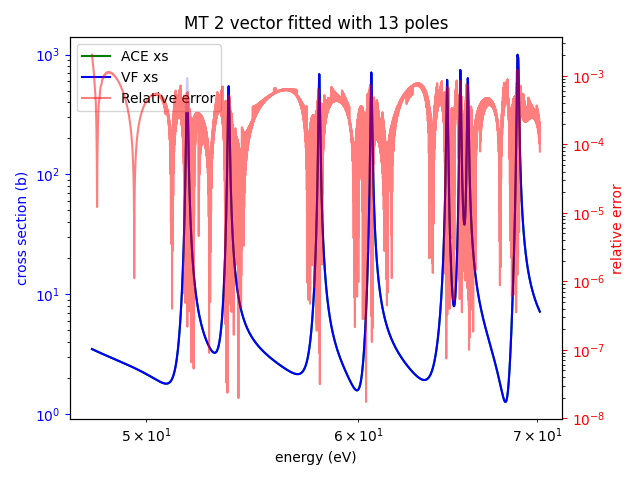 MT 2 vector fitted with 13 poles
ACE xs
VF xs
Relative error
cross section (b)
10³
10²
10¹
10⁰
10⁻³
10⁻⁴
10⁻⁵
10⁻⁶
10⁻⁷
10⁻⁸
relative error
5 × 10¹
6 × 10¹
7 × 10¹
energy (eV)